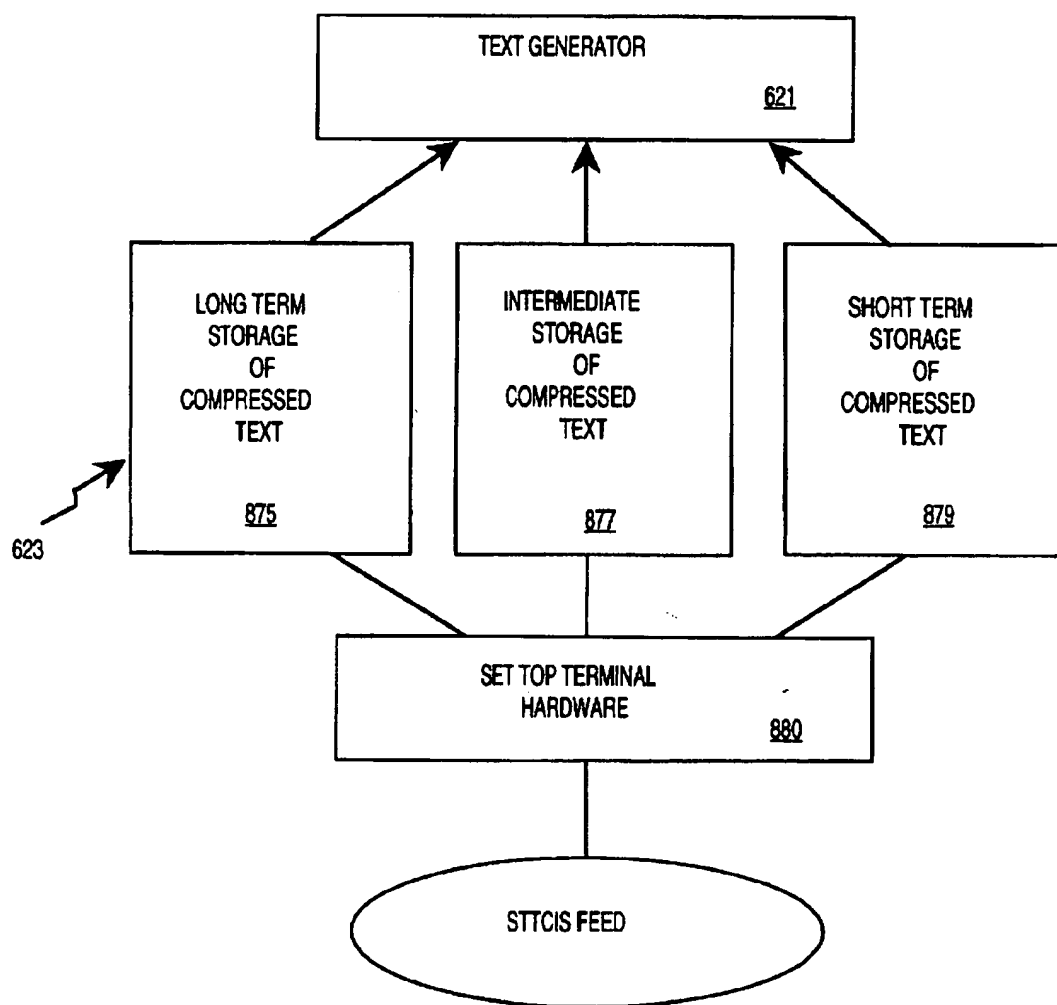 TEXT GENERATOR
621
LONG TERM
STORAGE
OF
COMPRESSED
TEXT
875
INTERMEDIATE
STORAGE
OF
COMPRESSED
TEXT
877
SHORT TERM
STORAGE
OF
COMPRESSED
TEXT
879
623
SET TOP TERMINAL
HARDWARE
880
STTCIS FEED